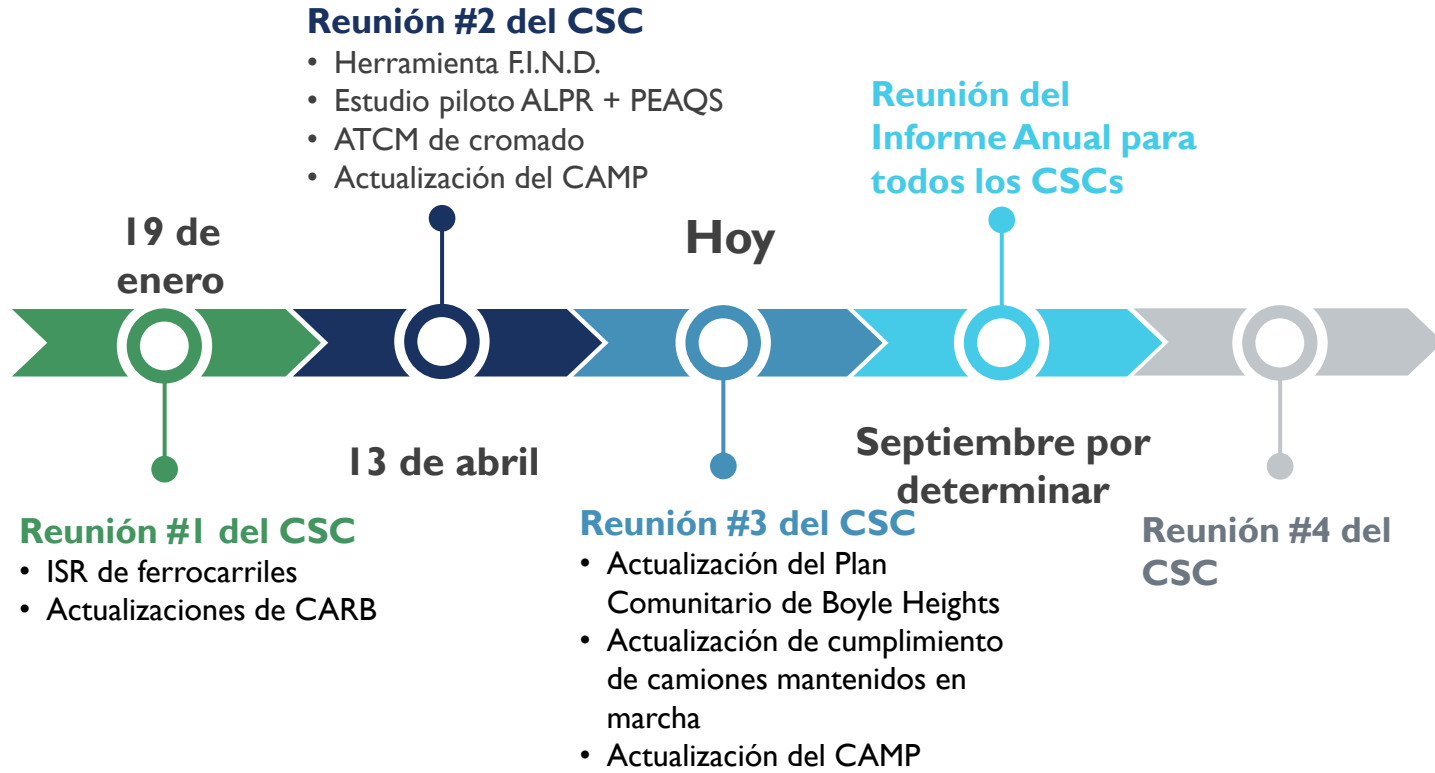 Reunión #2 del CSC
• Herramienta F.I.N.D.
• Estudio piloto ALPR + PEAQS
• ATCM de cromado
• Actualización del CAMP
Reunión del
Informe Anual para
todos los CSCs
19 de
enero
Hoy
13 de abril
Septiembre por
determinar
Reunión #1 del CSC
• ISR de ferrocarriles
• Actualizaciones de CARB
Reunión #3 del CSC
• Actualización del Plan
Comunitario de Boyle Heights
• Actualización de cumplimiento
de camiones mantenidos en
marcha
• Actualización del CAMP
Reunión #4 del
CSC